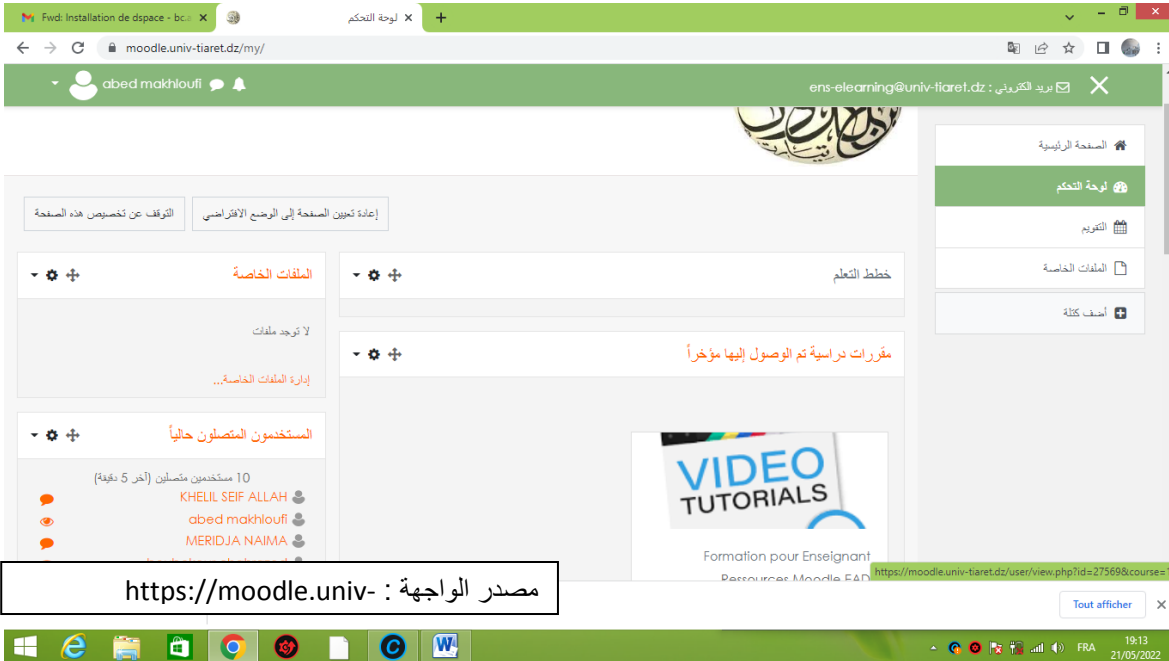 Fwd: Installation de dspace - bc.a
لوحة التحكم
moodle.univ-tiaret.dz/my/
abed makhloufi
بريد الكتروني : ens-elearning@univ-tiaret.dz
الصفحة الرئيسية
لوحة التحكم
التقويم
الملفات الخاصة
أضف كتلة
إعادة تعيين الصفحة إلى الوضع الافتراضي
التوقف عن تخصيص هذه الصفحة
خطط التعلم
مقررات دراسية تم الوصول إليها مؤخراً
VIDEO
TUTORIALS
Formation pour Enseignant
Ressources Moodle EAD
الملفات الخاصة
لا توجد ملفات
إدارة الملفات الخاصة...
المستخدمون المتصلون حالياً
10 مستخدمين متصلين (آخر 5 دقيقة)
KHELIL SEIF ALLAH
abed makhloufi
MERIDJA NAIMA
https://moodle.univ-tiaret.dz/user/view.php?id=27569&course=1
مصدر الواجهة : https://moodle.univ-
Tout afficher
FRA
19:13
21/05/2022